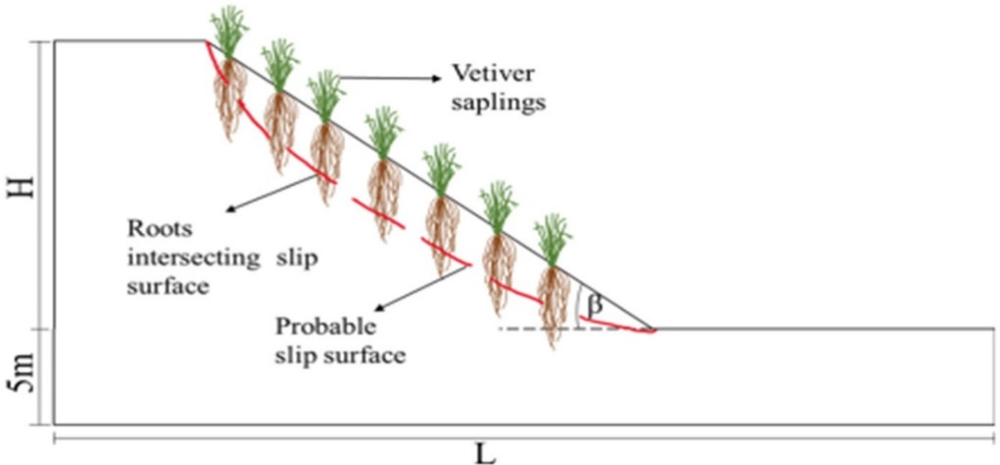 Vetiver
saplings
H
Roots
intersecting slip
surface
β
Probable
slip surface
5m
L